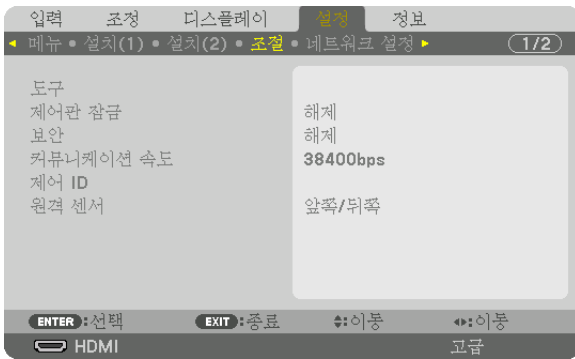 입력 조정 디스플레이 설정 정보
메뉴 • 설치(1) • 설치(2) • 조절 • 네트워크 설정 1/2
도구
제어판 잠금 해제
보안 해제
커뮤니케이션 속도 38400bps
제어 ID
원격 센서 앞쪽/뒤쪽
ENTER :선택 EXIT :종료 :이동 :이동
HDMI 고급